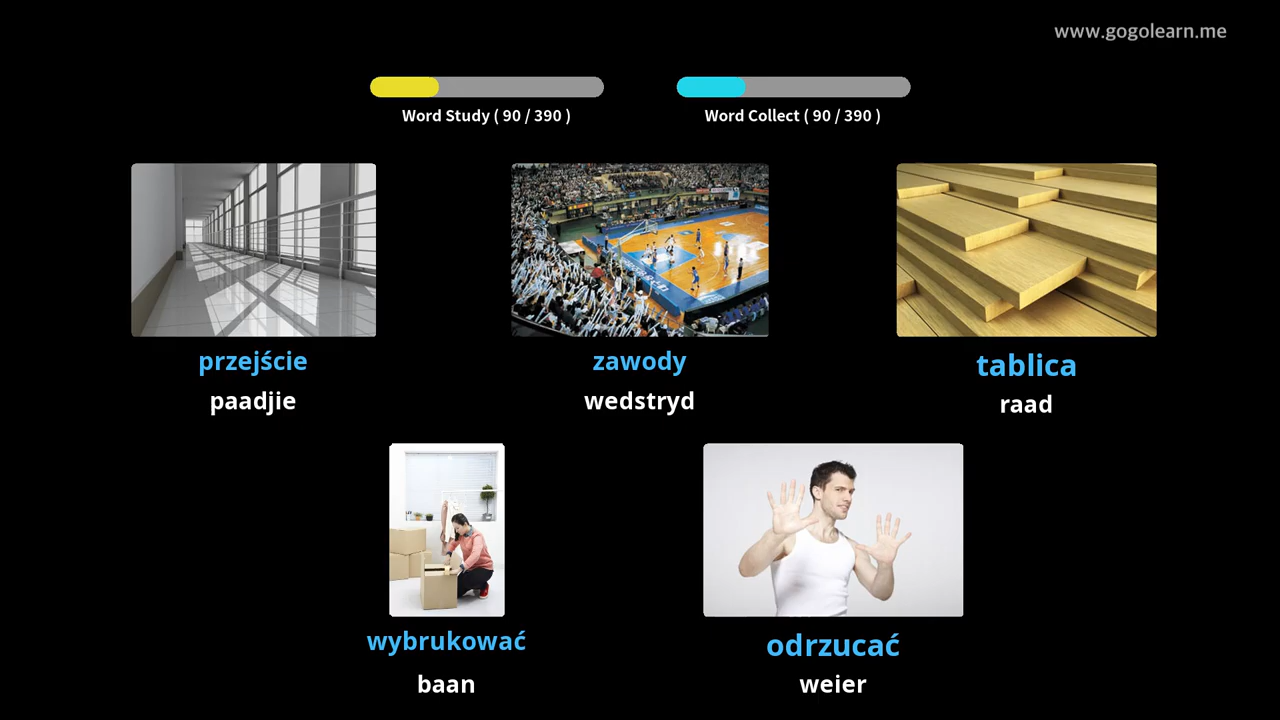 www.gogolearn.me
Word Study ( 90 / 390 )
Word Collect ( 90 / 390 )
przejście
paadjie
zawody
wedstryd
tablica
raad
wybrukować
baan
odrzucać
weier